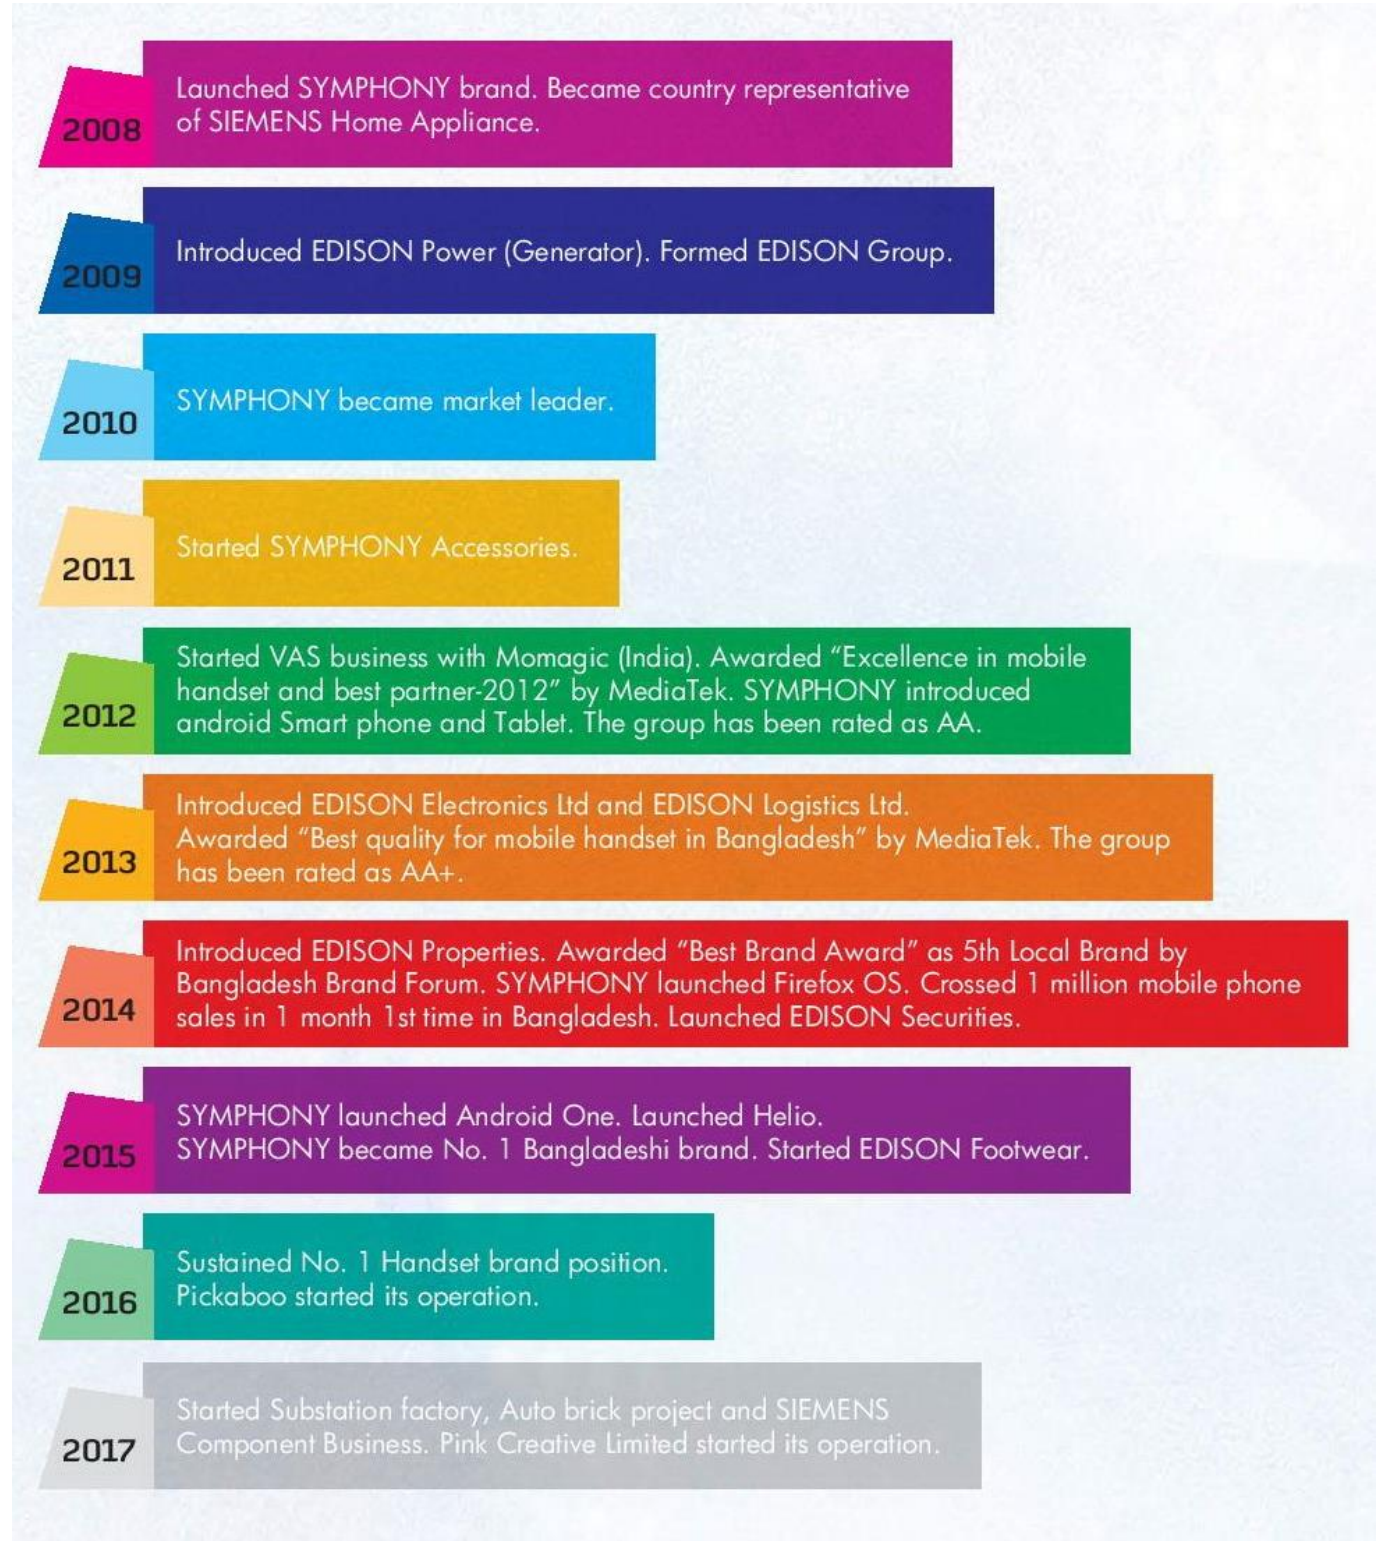 2008
Launched SYMPHONY brand. Became country representative
of SIEMENS Home Appliance.
2009
Introduced EDISON Power (Generator). Formed EDISON Group.
2010
SYMPHONY became market leader.
2011
Started SYMPHONY Accessories.
2012
Started VAS business with Momagic (India). Awarded “Excellence in mobile
handset and best partner-2012” by MediaTek. SYMPHONY introduced
android Smart phone and Tablet. The group has been rated as AA.
2013
Introduced EDISON Electronics Ltd and EDISON Logistics Ltd.
Awarded “Best quality for mobile handset in Bangladesh” by MediaTek. The group
has been rated as AA+.
2014
Introduced EDISON Properties. Awarded “Best Brand Award” as 5th Local Brand by
Bangladesh Brand Forum. SYMPHONY launched Firefox OS. Crossed 1 million mobile phone
sales in 1 month 1st time in Bangladesh. Launched EDISON Securities.
2015
SYMPHONY launched Android One. Launched Helio.
SYMPHONY became No. 1 Bangladeshi brand. Started EDISON Footwear.
2016
Sustained No. 1 Handset brand position.
Pickaboo started its operation.
2017
Started Substation factory, Auto brick project and SIEMENS
Component Business. Pink Creative Limited started its operation.